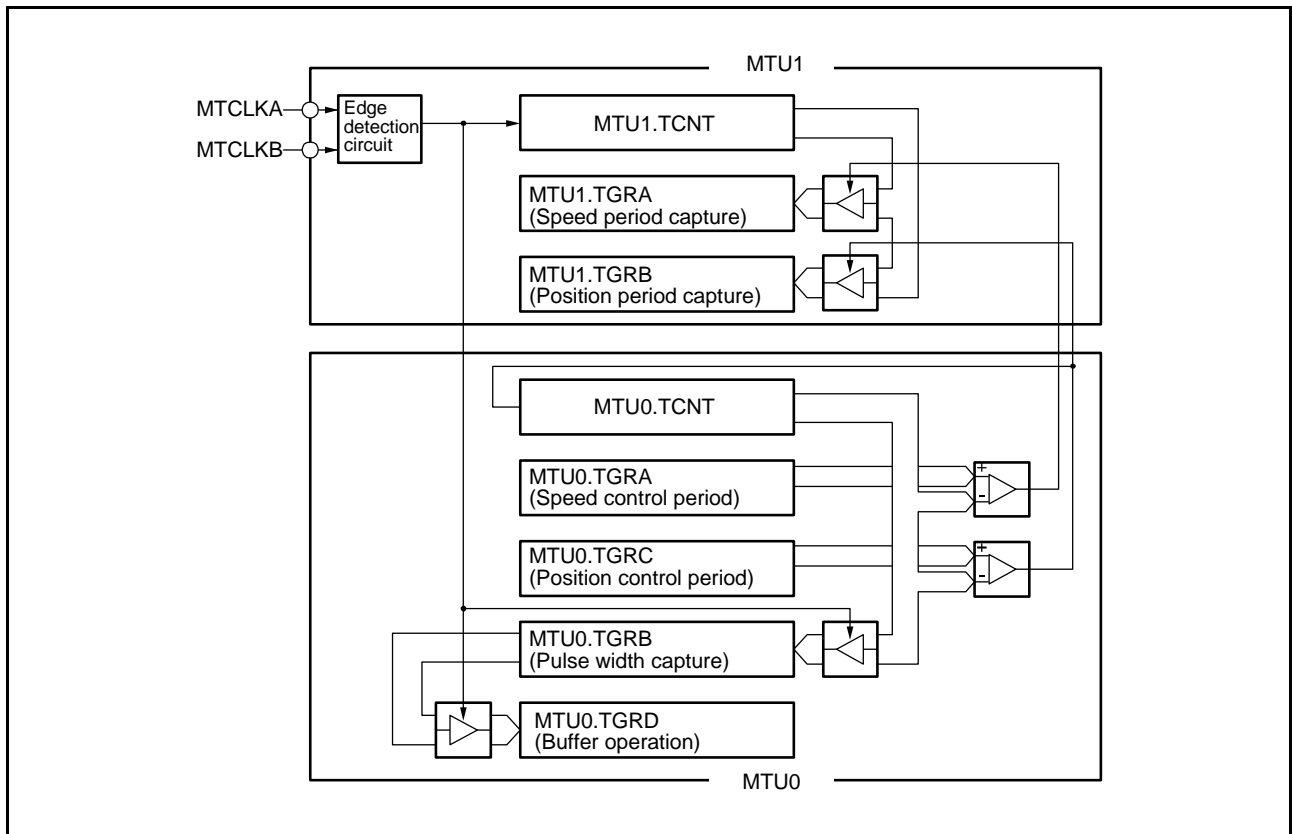 MTU1
MTCLKA
MTCLKB
Edge
detection
circuit
MTU1.TCNT
MTU1.TGRA
(Speed period capture)
MTU1.TGRB
(Position period capture)
MTU0.TCNT
MTU0.TGRA
(Speed control period)
+
-
MTU0.TGRC
(Position control period)
+
-
MTU0.TGRB
(Pulse width capture)
MTU0.TGRD
(Buffer operation)
MTU0